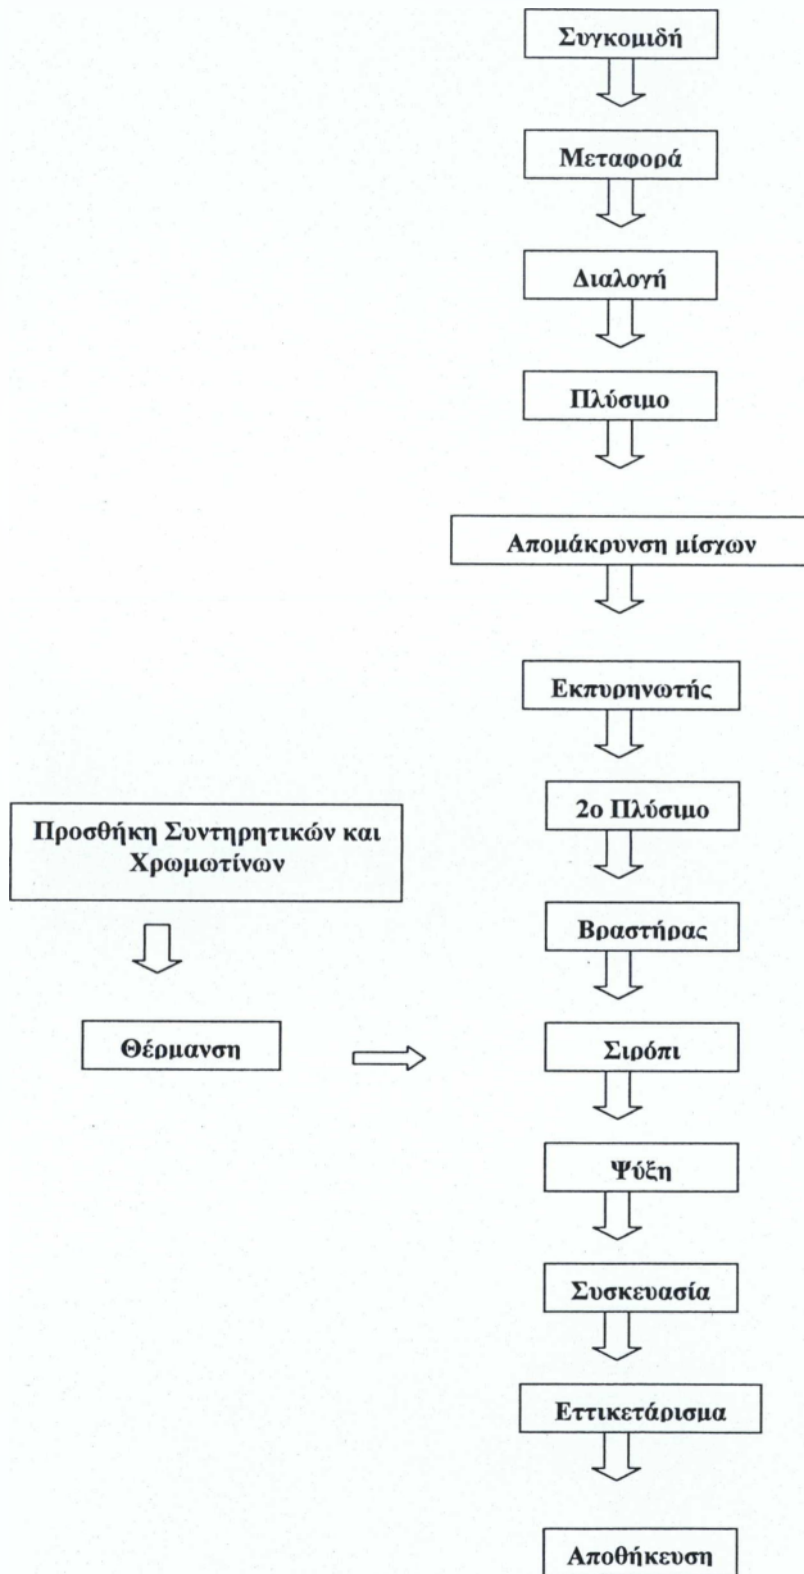 Συγκομιδή
Μεταφορά
Διαλογή
Πλύσιμο
Απομάκρυνση μίσχων
Εκπυρηνωτής
2ο Πλύσιμο
Προσθήκη Συντηρητικών και
Χρωμωτίνων
Βραστήρας
Θέρμανση
Σιρόπι
Ψύξη
Συσκευασία
Εττικετάρισμα
Αποθήκευση